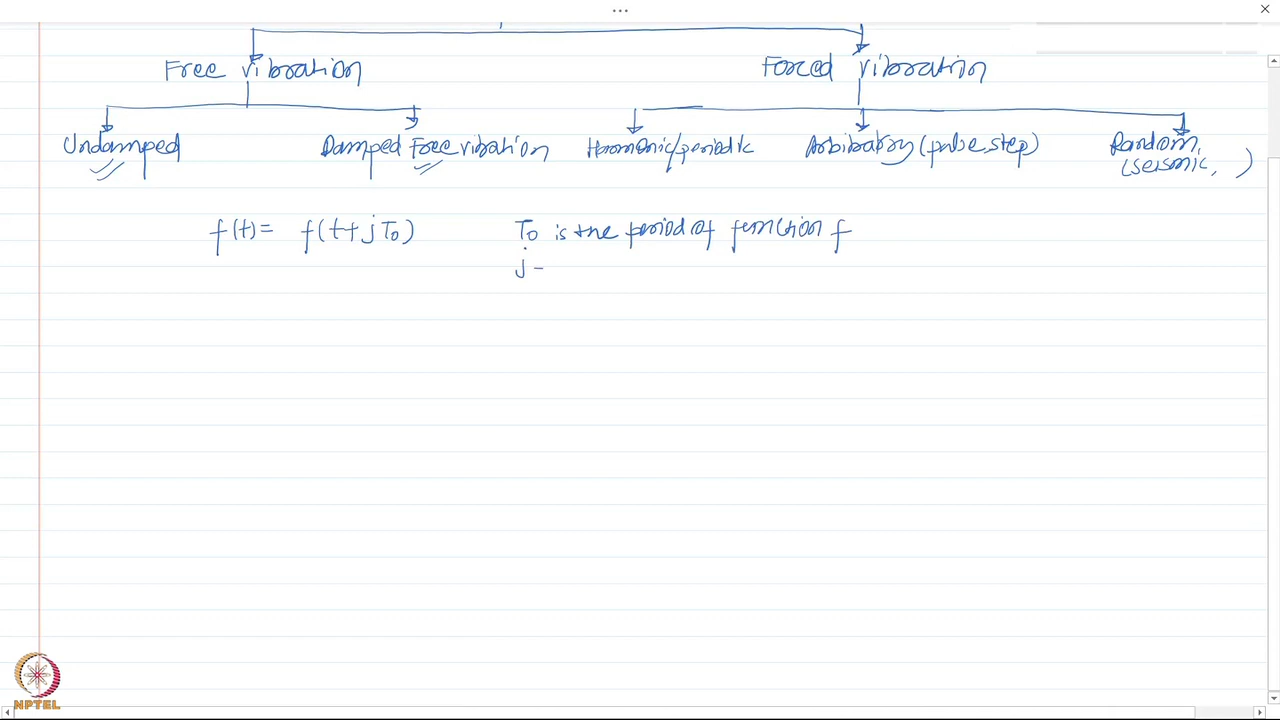 Free vibration Forced vibration
Undamped Damped Free vibration Harmonic/periodic Arbibatory (pulse, step) Random
(seismic, )
f(t) = f(t + jT₀) T₀ is the period of function f
j -
NPTEL